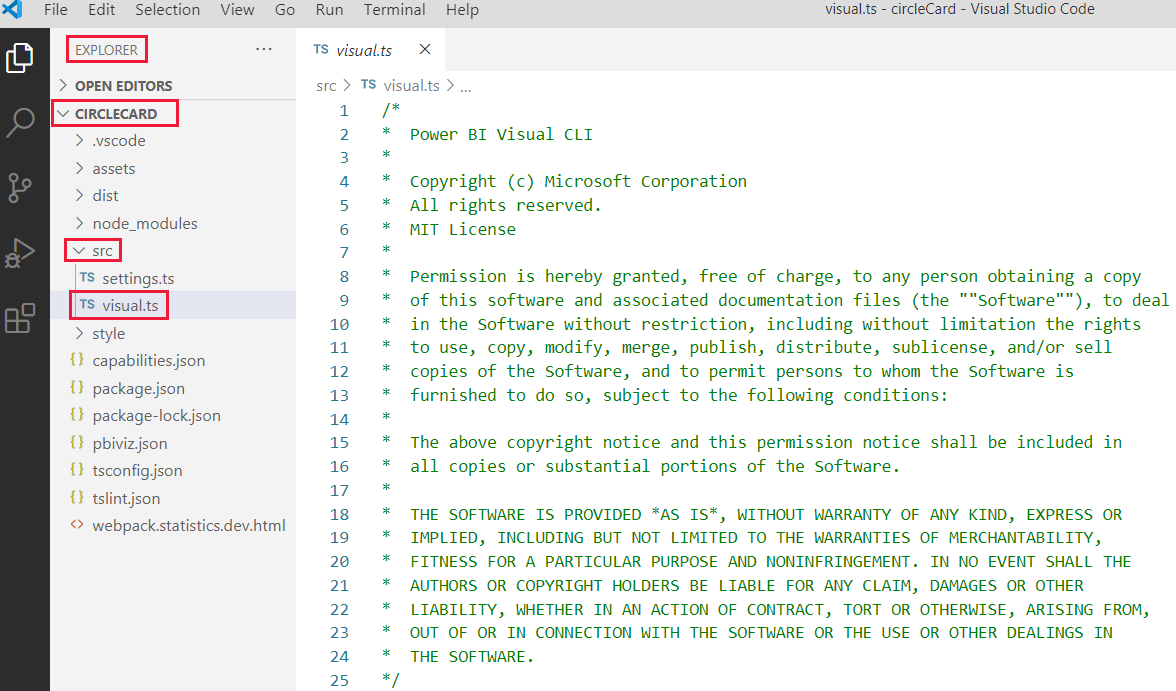 File Edit Selection View Go Run Terminal Help visual.ts - circleCard - Visual Studio Code
EXPLORER ...
OPEN EDITORS
CIRCLECARD
.vscode
assets
dist
node_modules
src
TS settings.ts
TS visual.ts
style
{} capabilities.json
{} package.json
{} package-lock.json
{} pbiviz.json
{} tsconfig.json
{} tslint.json
<> webpack.statistics.dev.html
TS visual.ts ×
src > TS visual.ts > ...
1 /*
2 * Power BI Visual CLI
3 *
4 * Copyright (c) Microsoft Corporation
5 * All rights reserved.
6 * MIT License
7 *
8 * Permission is hereby granted, free of charge, to any person obtaining a copy
9 * of this software and associated documentation files (the ""Software""), to deal
10 * in the Software without restriction, including without limitation the rights
11 * to use, copy, modify, merge, publish, distribute, sublicense, and/or sell
12 * copies of the Software, and to permit persons to whom the Software is
13 * furnished to do so, subject to the following conditions:
14 *
15 * The above copyright notice and this permission notice shall be included in
16 * all copies or substantial portions of the Software.
17 *
18 * THE SOFTWARE IS PROVIDED *AS IS*, WITHOUT WARRANTY OF ANY KIND, EXPRESS OR
19 * IMPLIED, INCLUDING BUT NOT LIMITED TO THE WARRANTIES OF MERCHANTABILITY,
20 * FITNESS FOR A PARTICULAR PURPOSE AND NONINFRINGEMENT. IN NO EVENT SHALL THE
21 * AUTHORS OR COPYRIGHT HOLDERS BE LIABLE FOR ANY CLAIM, DAMAGES OR OTHER
22 * LIABILITY, WHETHER IN AN ACTION OF CONTRACT, TORT OR OTHERWISE, ARISING FROM,
23 * OUT OF OR IN CONNECTION WITH THE SOFTWARE OR THE USE OR OTHER DEALINGS IN
24 * THE SOFTWARE.
25 */